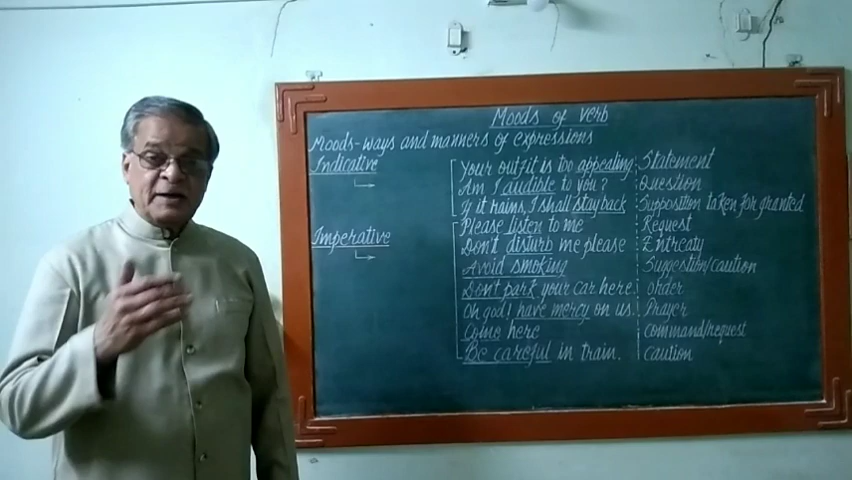 Moods of verb
Moods-ways and manners of expressions
Indicative
Your outfit is too appealing: Statement
Am I audible to you? : Question
If it rains, I shall stay back : Supposition taken for granted
Imperative
Please listen to me : Request
Don't disturb me please : Entreaty
Avoid smoking : Suggestion/caution
Don't park your car here. : order
Oh god! have mercy on us. : Prayer
Come here : command/request
Be careful in train. : caution